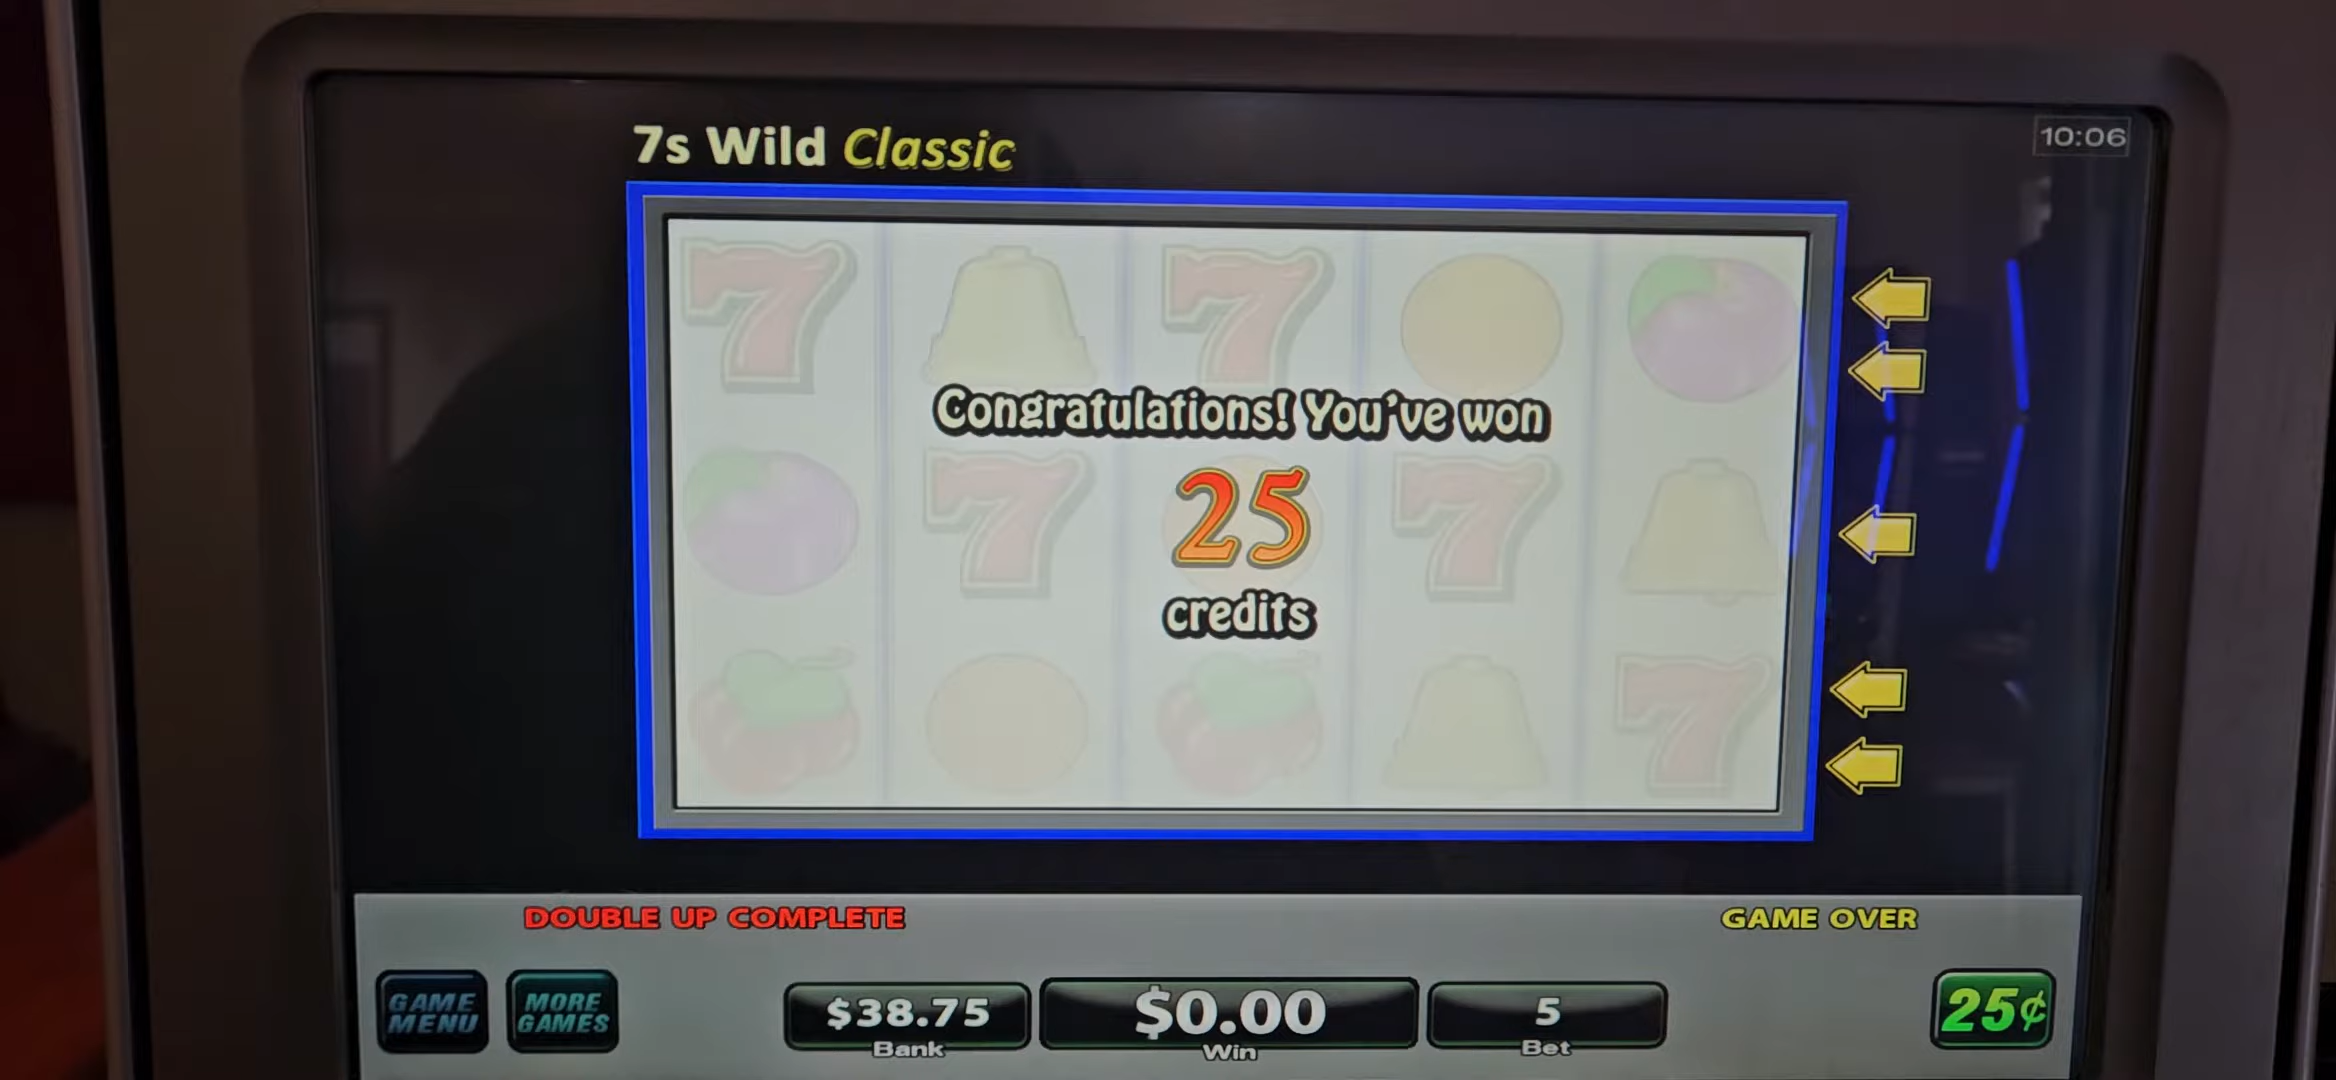 7s Wild Classic
10:06
Congratulations! You've won
25
credits
DOUBLE UP COMPLETE
GAME OVER
GAME
MENU
MORE
GAMES
$38.75
Bank
$0.00
Win
5
Bet
25¢